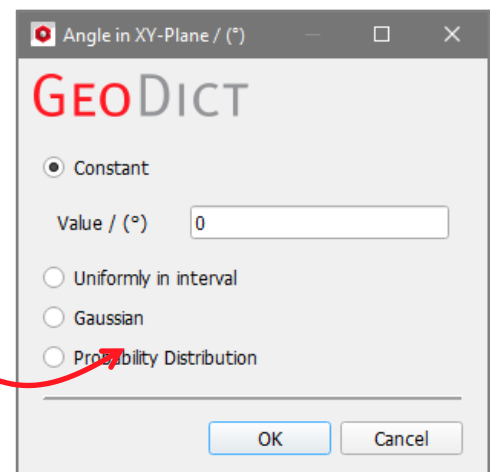 Angle in XY-Plane / (°)
GEODICT
Constant
Value / (°) 0
Uniformly in interval
Gaussian
Probability Distribution
OK Cancel